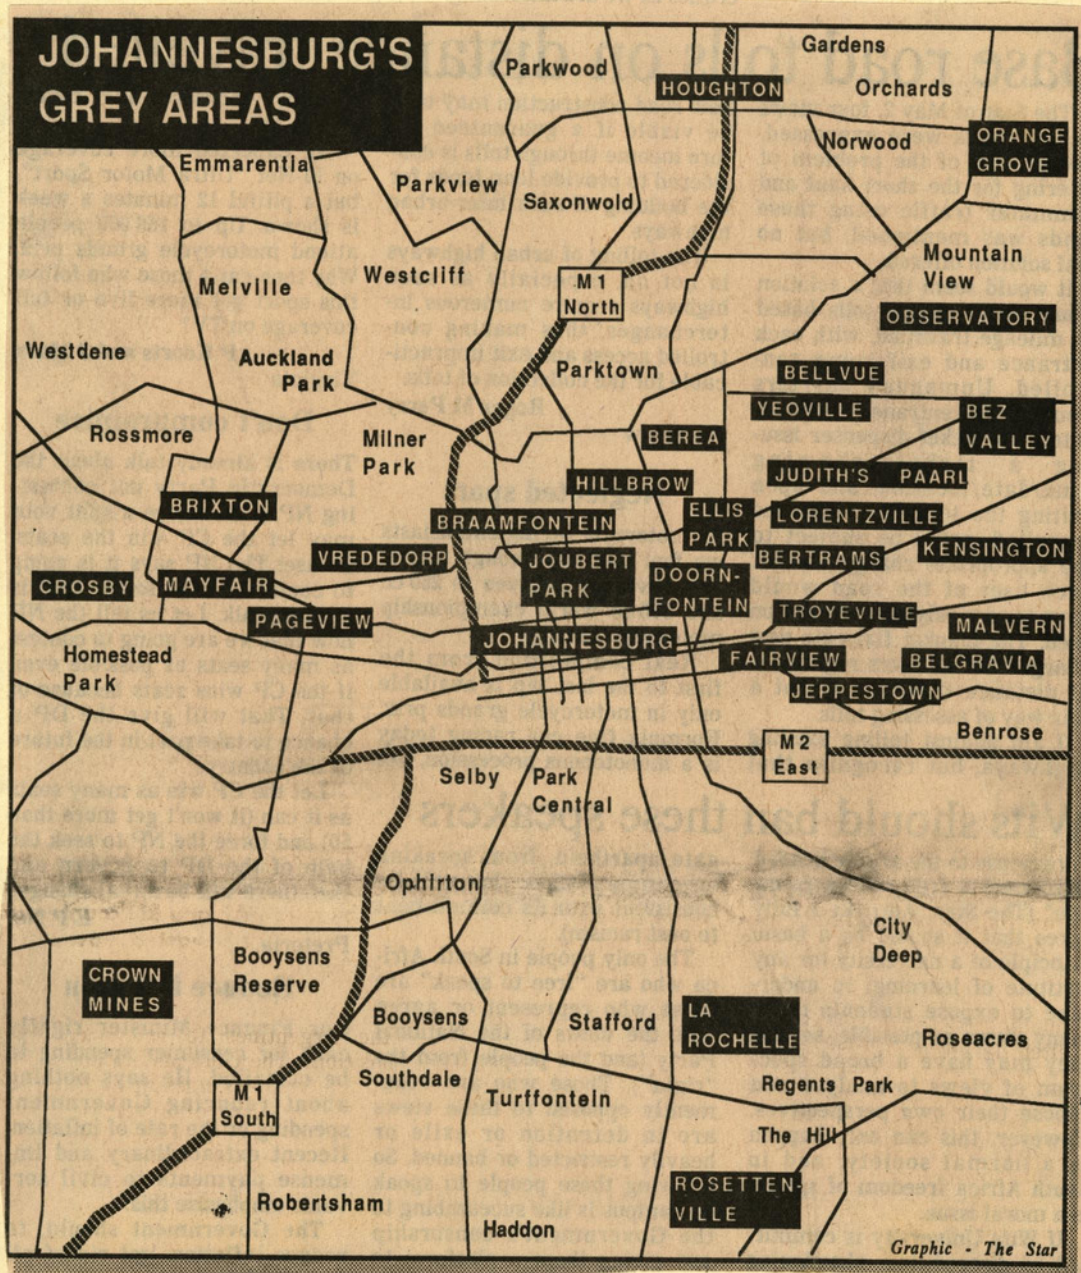 JOHANNESBURG'S
GREY AREAS
Parkwood
HOUGHTON
Gardens
Orchards
ORANGE
GROVE
Norwood
Emmarentia
Parkview
Saxonwold
Mountain
View
Westcliff
M1
North
Melville
OBSERVATORY
Westdene
Auckland
Park
Parktown
BELLVUE
YEOVILLE
BEZ
VALLEY
Rossmore
Milner
Park
BEREA
JUDITH'S PAARL
HILLBROW
BRIXTON
BRAAMFONTEIN
ELLIS
PARK
LORENTZVILLE
KENSINGTON
VREDEDORP
JOUBERT
PARK
BERTRAMS
CROSBY
MAYFAIR
DOORN-
FONTEIN
TROYEVILLE
MALVERN
PAGEVIEW
JOHANNESBURG
FAIRVIEW
BELGRAVIA
Homestead
Park
JEPPESTOWN
Benrose
M2
East
Selby
Park
Central
Ophirton
City
Deep
Booysens
Reserve
CROWN
MINES
Booysens
Stafford
LA
ROCHELLE
Roseacres
Southdale
Turffontein
Regents Park
M1
South
The Hill
ROSETTEN-
VILLE
Robertsham
Haddon
Graphic - The Star